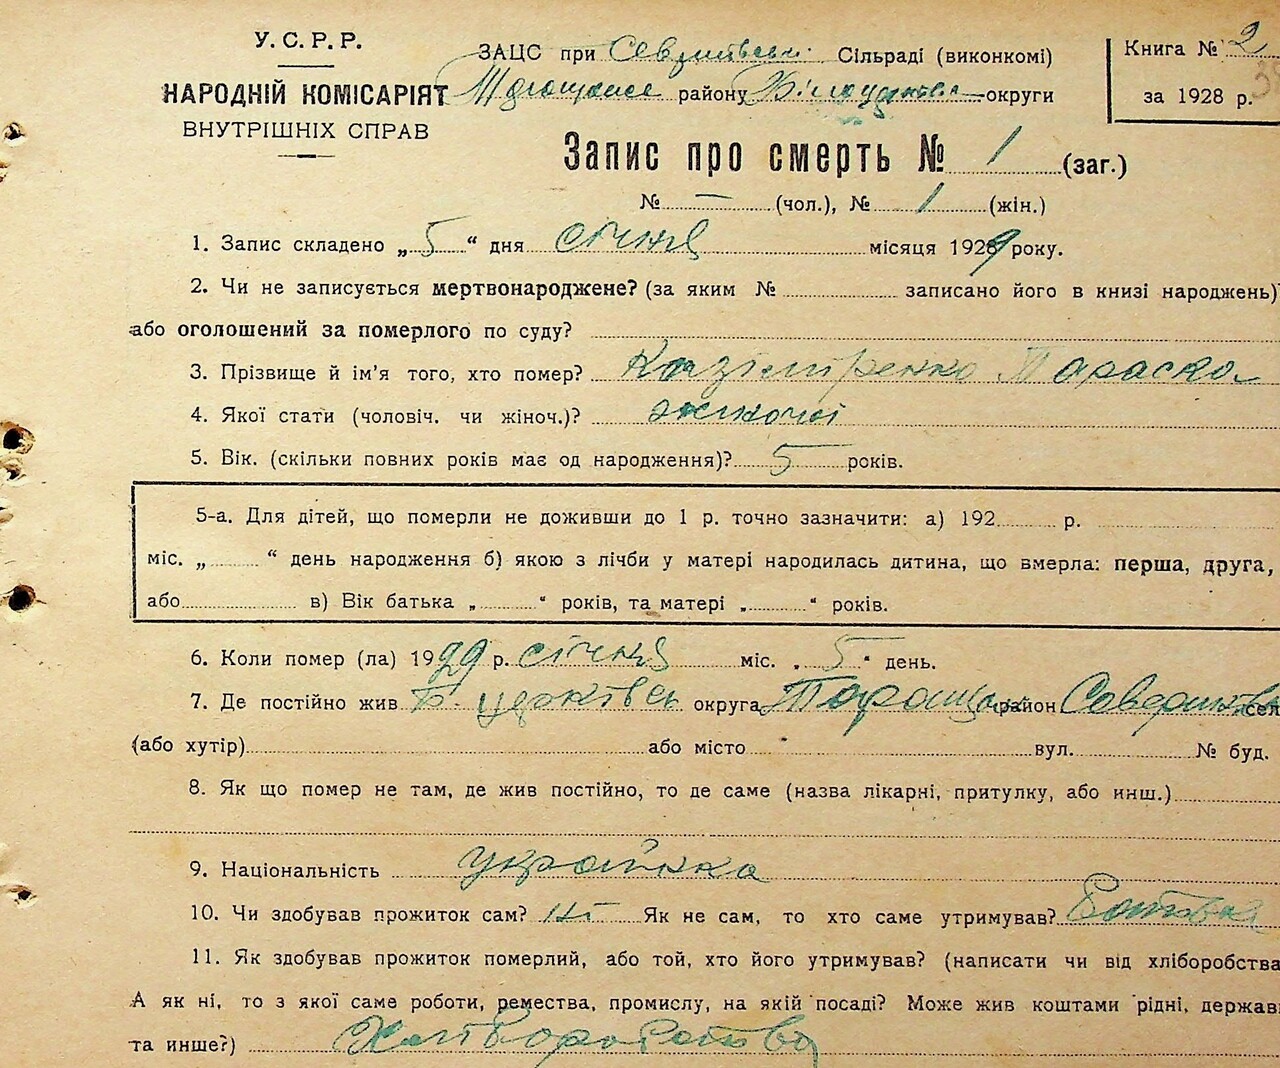 У.С.Р.Р.
НАРОДНІЙ КОМІСАРІЯТ
ВНУТРІШНІХ СПРАВ
ЗАЦС при Сільраді (виконкомі)
району округи
Книга № 2
за 1928 р.
Запис про смерть № 1 (заг.)
№ — (чол.), № 1 (жін.)
1. Запис складено „5“ дня січня місяця 1929 року.
2. Чи не записується мертвонароджене? (за яким № записано його в книзі народжень)?
або оголошений за померлого по суду?
3. Прізвище й ім'я того, хто помер? Казімиренко Параска
4. Якої стати (чоловіч. чи жіноч.)? жіночої
5. Вік. (скільки повних років має од народження)? 5 років.
5-а. Для дітей, що померли не доживши до 1 р. точно зазначити: а) 192 р.
міс. „ “ день народження б) якою з лічби у матері народилась дитина, що вмерла: перша, друга,
або в) Вік батька „ “ років, та матері „ “ років.
6. Коли помер (ла) 1929 р. січня міс. „5“ день.
7. Де постійно жив Б. церківськ округа Таращ район сел
(або хутір) або місто вул. № буд.
8. Як що помер не там, де жив постійно, то де саме (назва лікарні, притулку, або инш.)
9. Національність українка
10. Чи здобував прожиток сам? ні Як не сам, то хто саме утримував?
11. Як здобував прожиток померлий, або той, хто його утримував? (написати чи від хліборобства
А як ні, то з якої саме роботи, ремества, промислу, на якій посаді? Може жив коштами рідні, держави
та инше?) Хліборобство